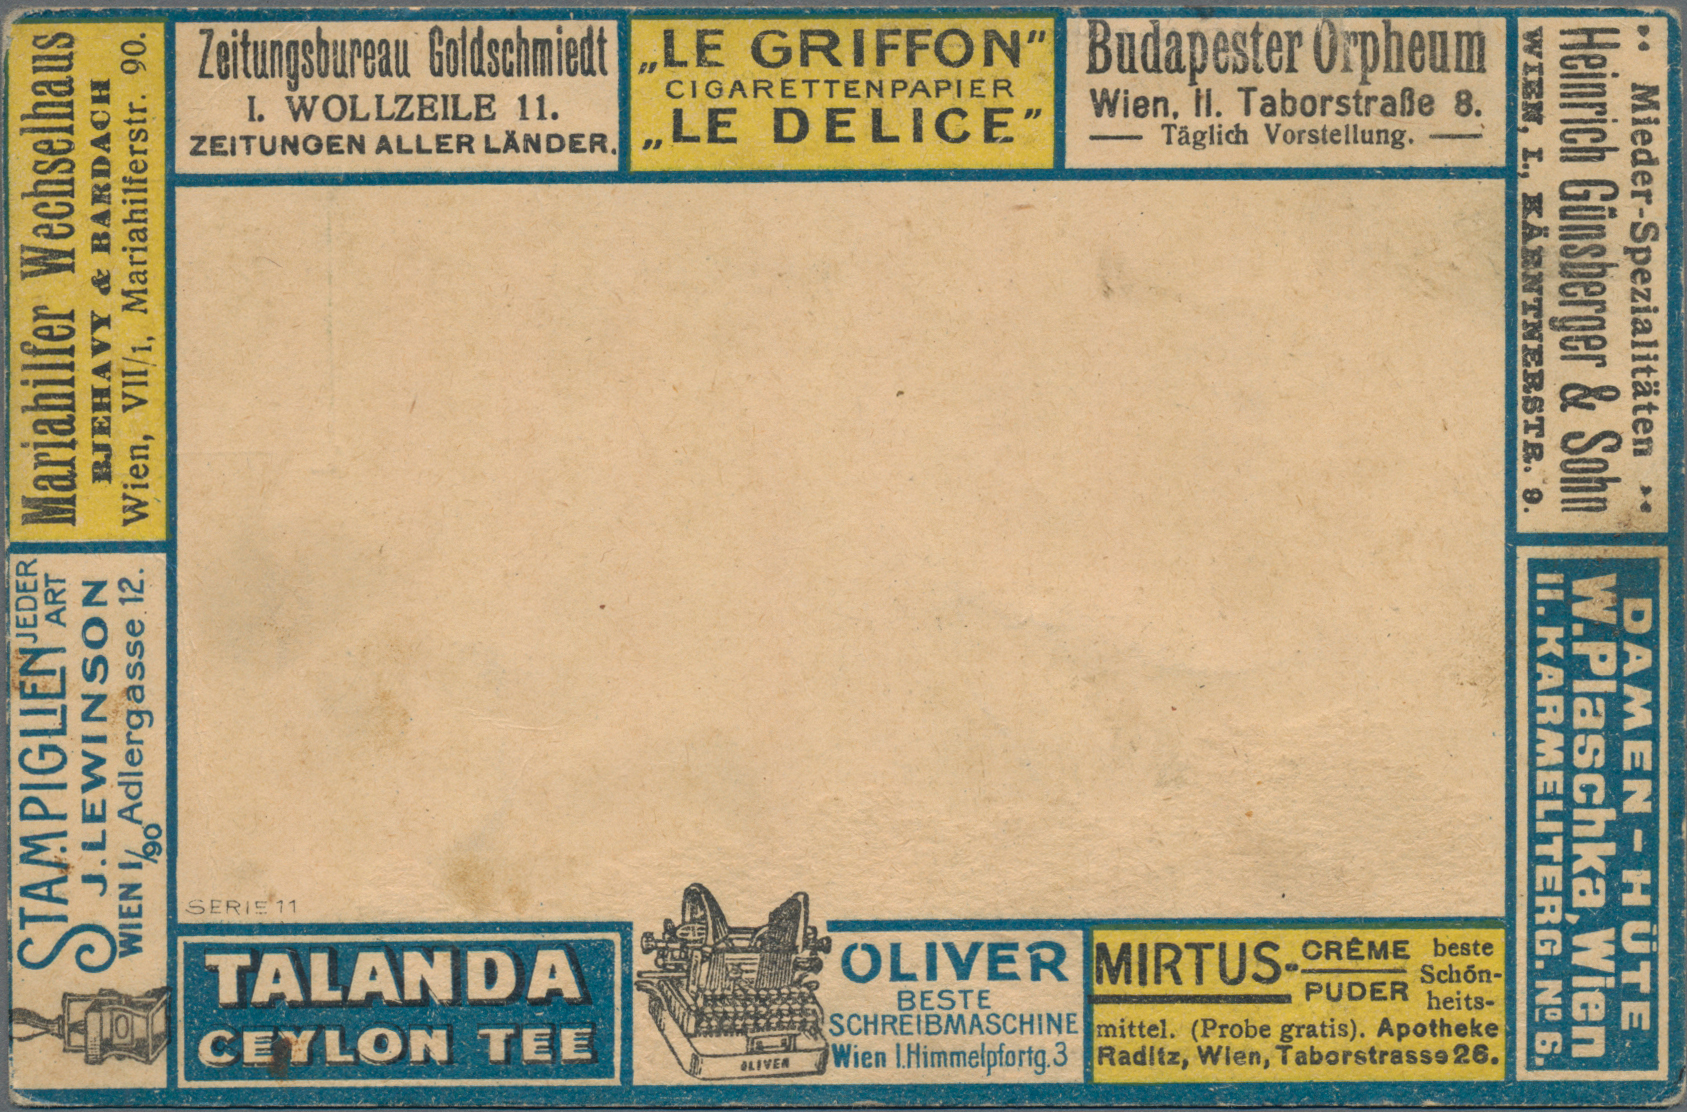 Mariahilfer Wechselhaus
BJEHAVY & BARDACH
Wien, VII/1, Mariahilferstr. 90.
Zeitungsbureau Goldschmiedt
I. WOLLZEILE 11.
ZEITUNGEN ALLER LÄNDER.
„LE GRIFFON"
CIGARETTENPAPIER
„LE DELICE"
Budapester Orpheum
Wien, II. Taborstraße 8.
Täglich Vorstellung.
Mieder-Spezialitäten
Heinrich Günsberger & Sohn
WIEN, I., KÄRNTNERSTR. 9.
STAMPIGLIEN JEDER ART
J. LEWINSON
WIEN I/90 Adlergasse 12.
DAMEN-HÜTE
W. Plaschka, Wien
II. KARMELITERG. No 6.
SERIE 11
TALANDA
CEYLON TEE
OLIVER
OLIVER
BESTE
SCHREIBMASCHINE
Wien I. Himmelpfortg. 3
MIRTUS-CRÊME PUDER beste Schön-
heits-
mittel. (Probe gratis). Apotheke
Raditz, Wien, Taborstrasse 26.